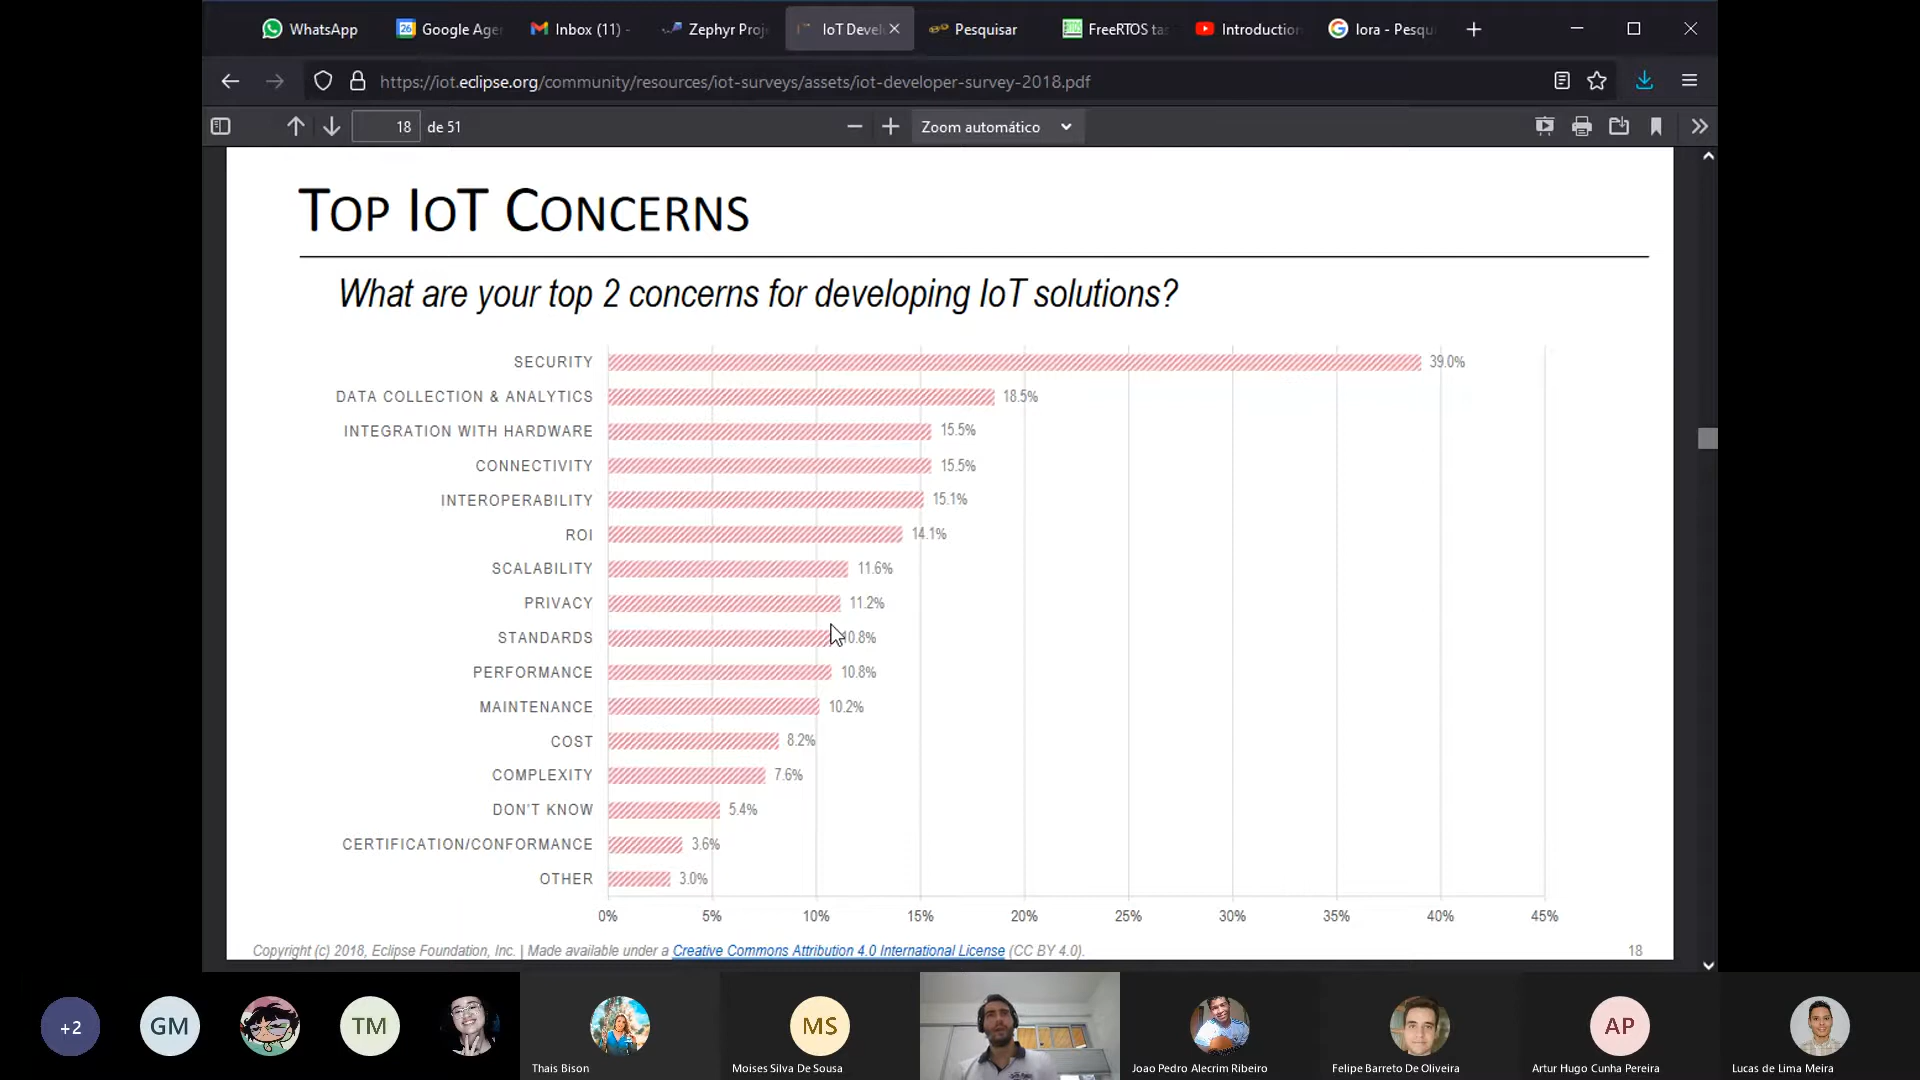 WhatsApp
Google Age
Inbox (11) -
Zephyr Proj
IoT Devel
Pesquisar
FreeRTOS tas
Introduction
lora - Pesqu
https://iot.eclipse.org/community/resources/iot-surveys/assets/iot-developer-survey-2018.pdf
18 de 51
Zoom automático
TOP IOT CONCERNS
What are your top 2 concerns for developing IoT solutions?
SECURITY 39.0%
DATA COLLECTION & ANALYTICS 18.5%
INTEGRATION WITH HARDWARE 15.5%
CONNECTIVITY 15.5%
INTEROPERABILITY 15.1%
ROI 14.1%
SCALABILITY 11.6%
PRIVACY 11.2%
STANDARDS 10.8%
PERFORMANCE 10.8%
MAINTENANCE 10.2%
COST 8.2%
COMPLEXITY 7.6%
DON'T KNOW 5.4%
CERTIFICATION/CONFORMANCE 3.6%
OTHER 3.0%
0% 5% 10% 15% 20% 25% 30% 35% 40% 45%
Copyright (c) 2018, Eclipse Foundation, Inc. | Made available under a Creative Commons Attribution 4.0 International License (CC BY 4.0). 18
+2 GM TM MS AP
Thais Bison
Moises Silva De Sousa
Joao Pedro Alecrim Ribeiro
Felipe Barreto De Oliveira
Artur Hugo Cunha Pereira
Lucas de Lima Meira